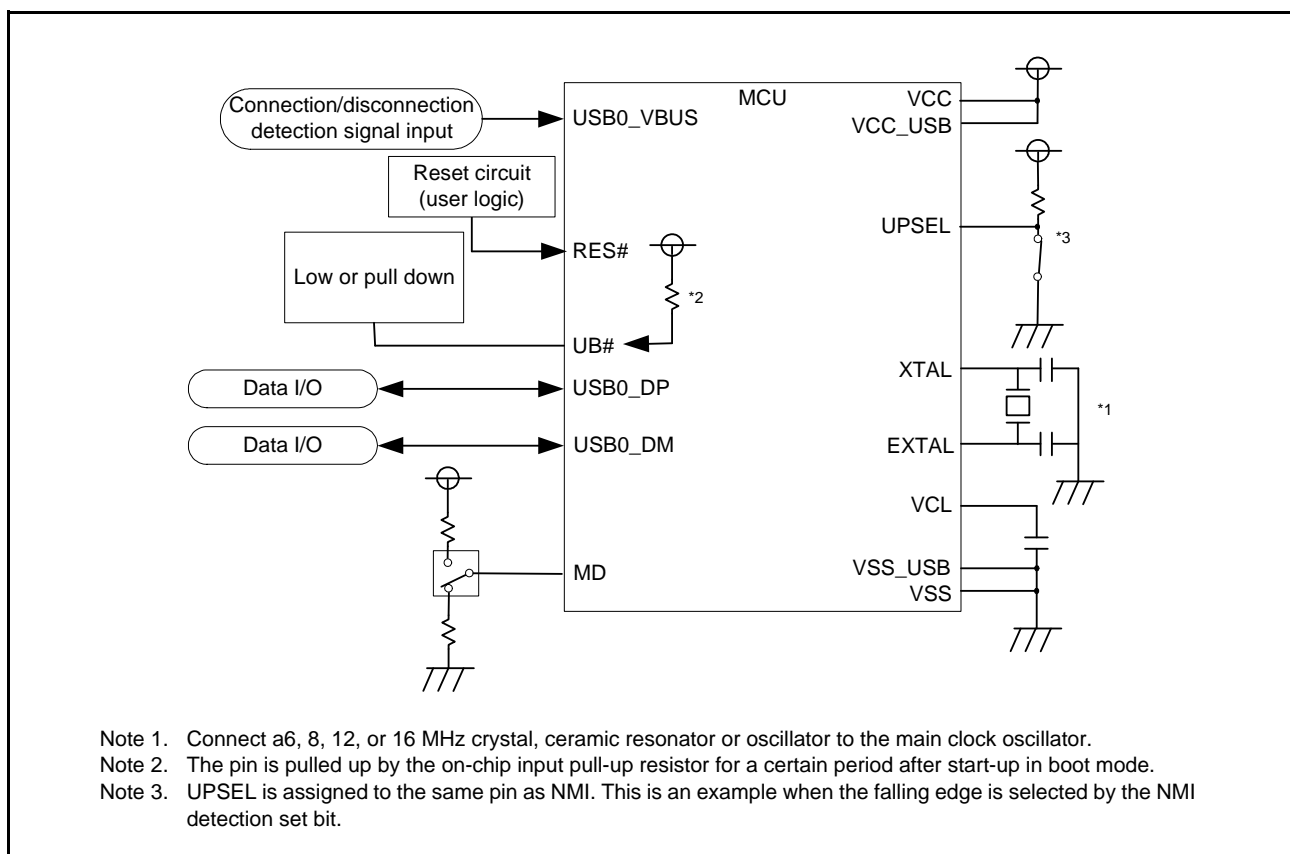 Connection/disconnection
detection signal input
USB0_VBUS
MCU
VCC
VCC_USB
Reset circuit
(user logic)
RES#
UPSEL
*3
Low or pull down
*2
UB#
XTAL
Data I/O
USB0_DP
*1
Data I/O
USB0_DM
EXTAL
VCL
MD
VSS_USB
VSS
Note 1. Connect a6, 8, 12, or 16 MHz crystal, ceramic resonator or oscillator to the main clock oscillator.
Note 2. The pin is pulled up by the on-chip input pull-up resistor for a certain period after start-up in boot mode.
Note 3. UPSEL is assigned to the same pin as NMI. This is an example when the falling edge is selected by the NMI
detection set bit.